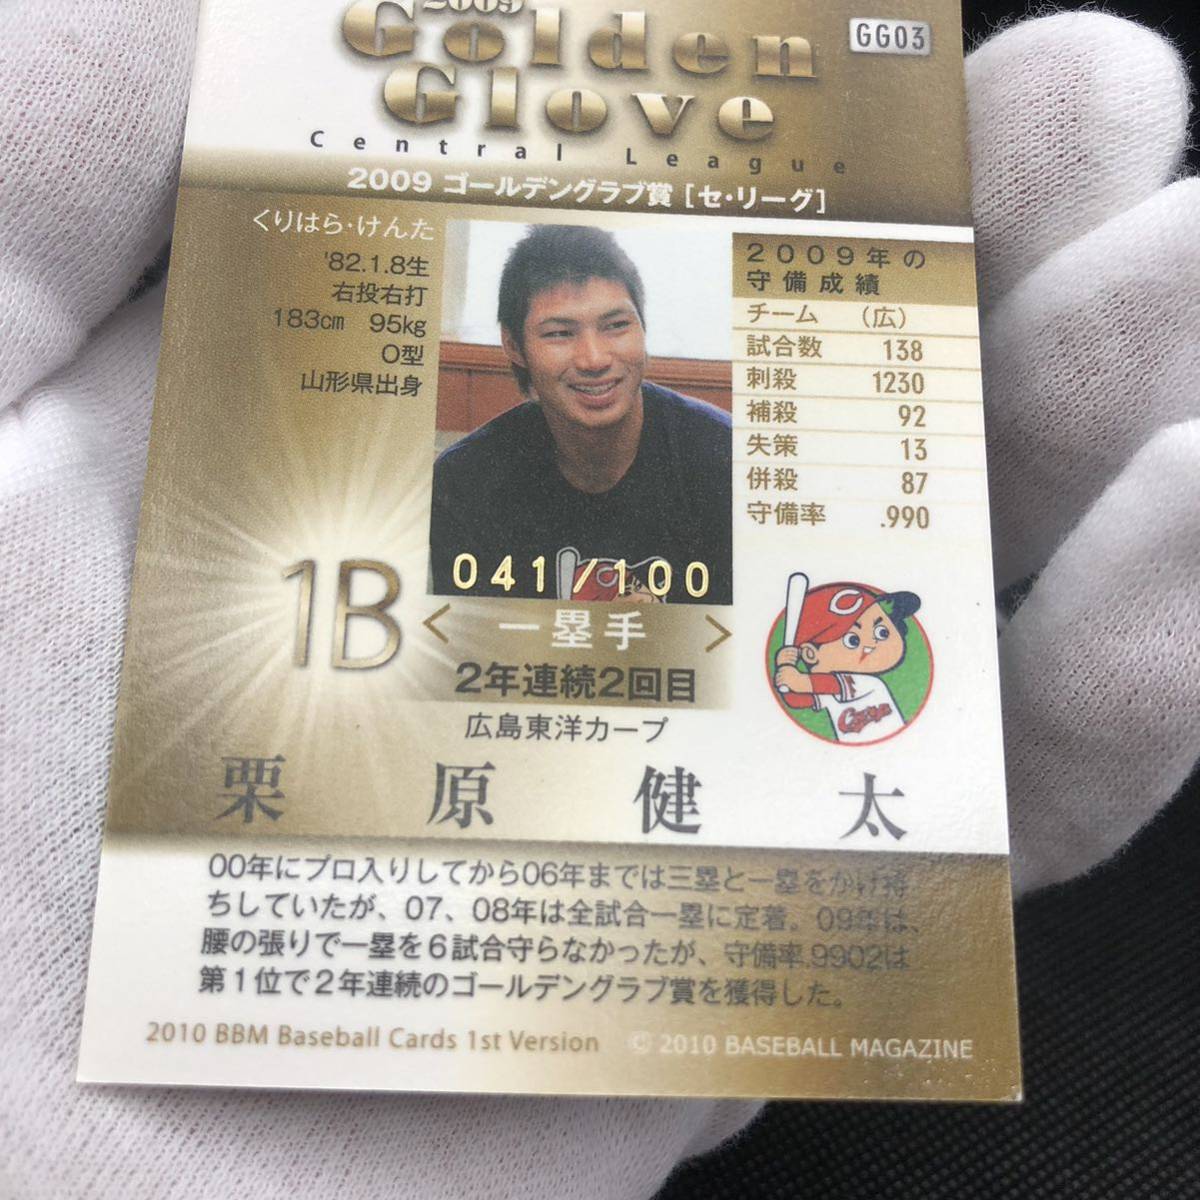 2009
Golden
Glove
GG03
Central League
2009 ゴールデングラブ賞 [セ・リーグ]
くりはら・けんた
'82.1.8生
右投右打
183cm 95kg
O型
山形県出身
2009年の
守備成績
チーム (広)
試合数 138
刺殺 1230
補殺 92
失策 13
併殺 87
守備率 .990
041/100
1B
<一塁手>
2年連続2回目
広島東洋カープ
C
Carp
栗原健太
00年にプロ入りしてから06年までは三塁と一塁をかけ持
ちしていたが、07、08年は全試合一塁に定着。09年は、
腰の張りで一塁を6試合守らなかったが、守備率.9902は
第1位で2年連続のゴールデングラブ賞を獲得した。
2010 BBM Baseball Cards 1st Version © 2010 BASEBALL MAGAZINE